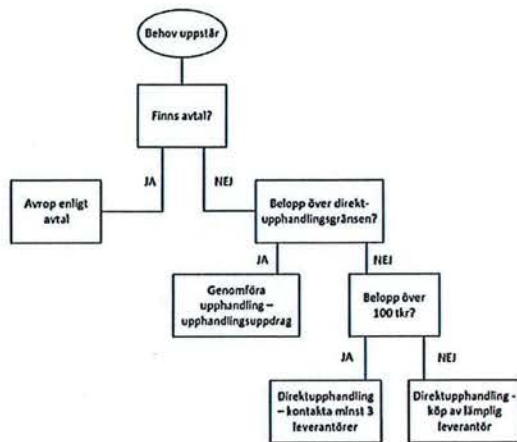 Behov uppstår
Finns avtal?
JA
NEJ
Avrop enligt
avtal
Belopp över direkt-
upphandlingsgränsen?
JA
NEJ
Genomföra
upphandling –
upphandlingsuppdrag
Belopp över
100 tkr?
JA
NEJ
Direktupphandling
– kontakta minst 3
leverantörer
Direktupphandling -
köp av lämplig
leverantör